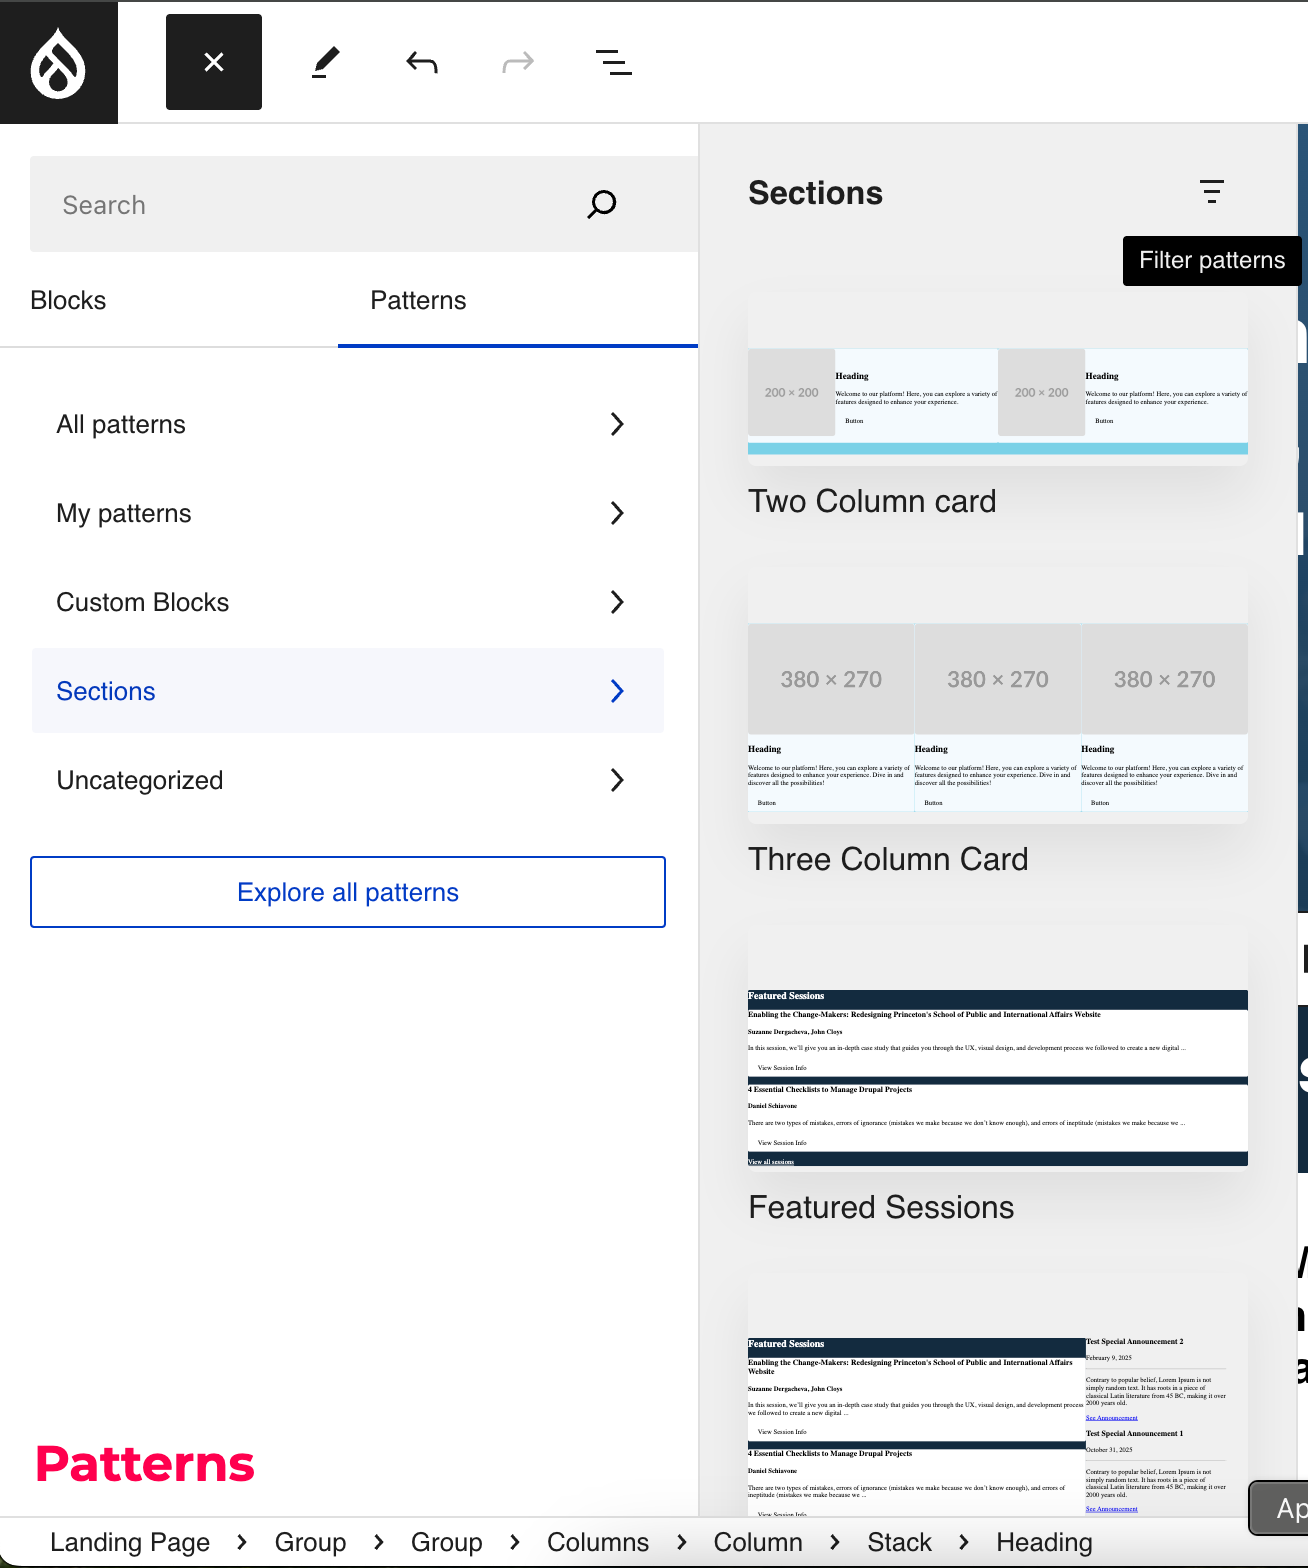 Search
Blocks
Patterns
All patterns
My patterns
Custom Blocks
Sections
Uncategorized
Explore all patterns
Patterns
Sections
Filter patterns
200 × 200
Heading
Welcome to our platform! Here, you can explore a variety of
features designed to enhance your experience.
Button
200 × 200
Heading
Welcome to our platform! Here, you can explore a variety of
features designed to enhance your experience.
Button
Two Column card
380 × 270
Heading
Welcome to our platform! Here, you can explore a variety of
features designed to enhance your experience. Dive in and
discover all the possibilities!
Button
380 × 270
Heading
Welcome to our platform! Here, you can explore a variety of
features designed to enhance your experience. Dive in and
discover all the possibilities!
Button
380 × 270
Heading
Welcome to our platform! Here, you can explore a variety of
features designed to enhance your experience. Dive in and
discover all the possibilities!
Button
Three Column Card
Featured Sessions
Enabling the Change-Makers: Redesigning Princeton's School of Public and International Affairs Website
Suzanne Dergacheva, John Cloys
In this session, we'll give you an in-depth case study that guides you through the UX, visual design, and development process we followed to create a new digital ...
View Session Info
4 Essential Checklists to Manage Drupal Projects
Daniel Schiavone
There are two types of mistakes, errors of ignorance (mistakes we make because we don't know enough), and errors of ineptitude (mistakes we make because we ...
View Session Info
View all sessions
Featured Sessions
Featured Sessions
Enabling the Change-Makers: Redesigning Princeton's School of Public and International Affairs
Website
Suzanne Dergacheva, John Cloys
In this session, we'll give you an in-depth case study that guides you through the UX, visual design, and development process
we followed to create a new digital ...
View Session Info
4 Essential Checklists to Manage Drupal Projects
Daniel Schiavone
There are two types of mistakes, errors of ignorance (mistakes we make because we don't know enough), and errors of
ineptitude (mistakes we make because we ...
View Session Info
Test Special Announcement 2
February 9, 2025
Contrary to popular belief, Lorem Ipsum is not
simply random text. It has roots in a piece of
classical Latin literature from 45 BC, making it over
2000 years old.
See Announcement
Test Special Announcement 1
October 31, 2025
Contrary to popular belief, Lorem Ipsum is not
simply random text. It has roots in a piece of
classical Latin literature from 45 BC, making it over
2000 years old.
See Announcement
Landing Page › Group › Group › Columns › Column › Stack › Heading